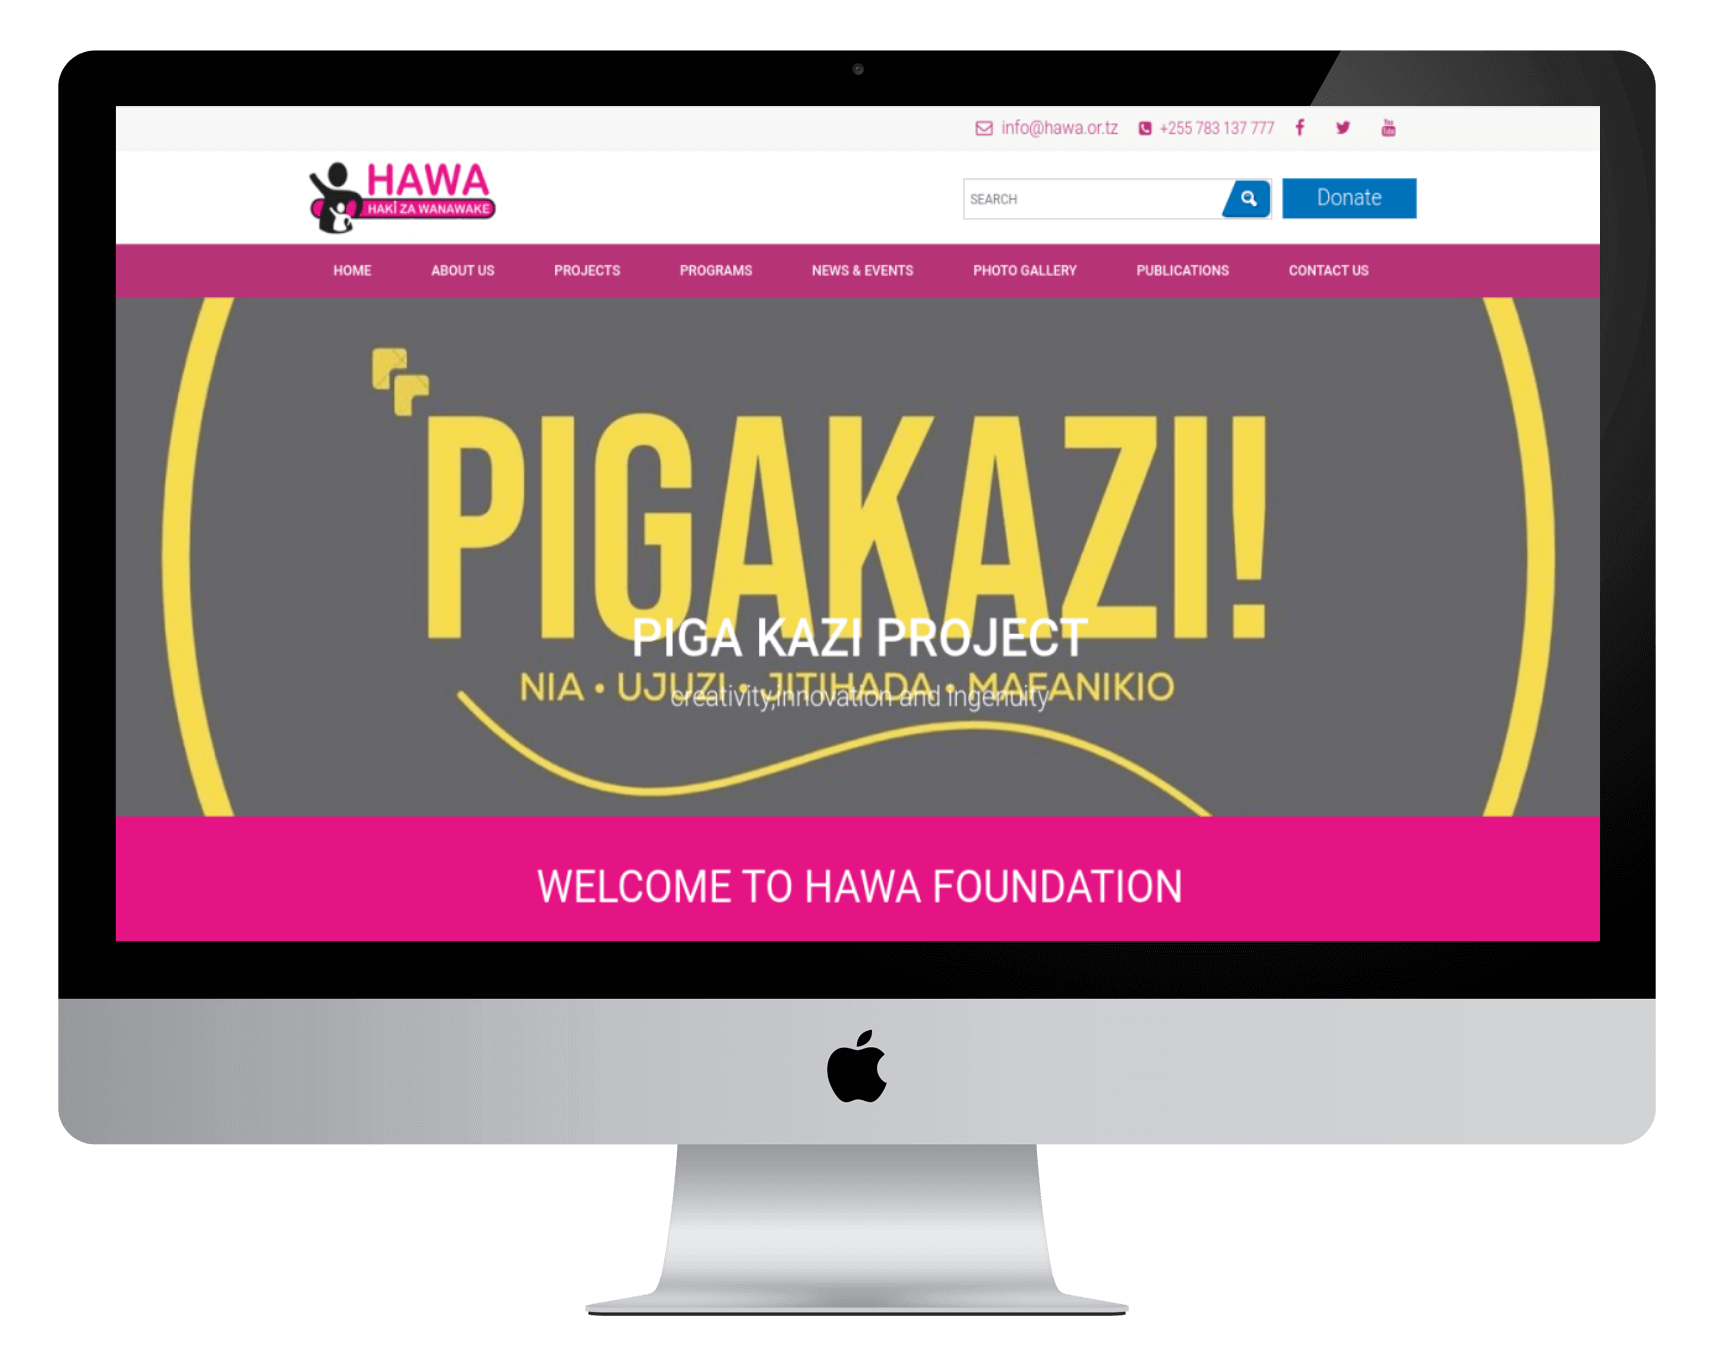 info@hawa.or.tz +255 783 137 777 You Tube
HAWA
HAKİ ZA WANAWAKE
SEARCH Donate
HOME ABOUT US PROJECTS PROGRAMS NEWS & EVENTS PHOTO GALLERY PUBLICATIONS CONTACT US
PIGAKAZI!
PIGA KAZI PROJECT
NIA • UJUZI • JITIHADA • MAFANIKIO
creativity,innovation and Ingenuity
WELCOME TO HAWA FOUNDATION